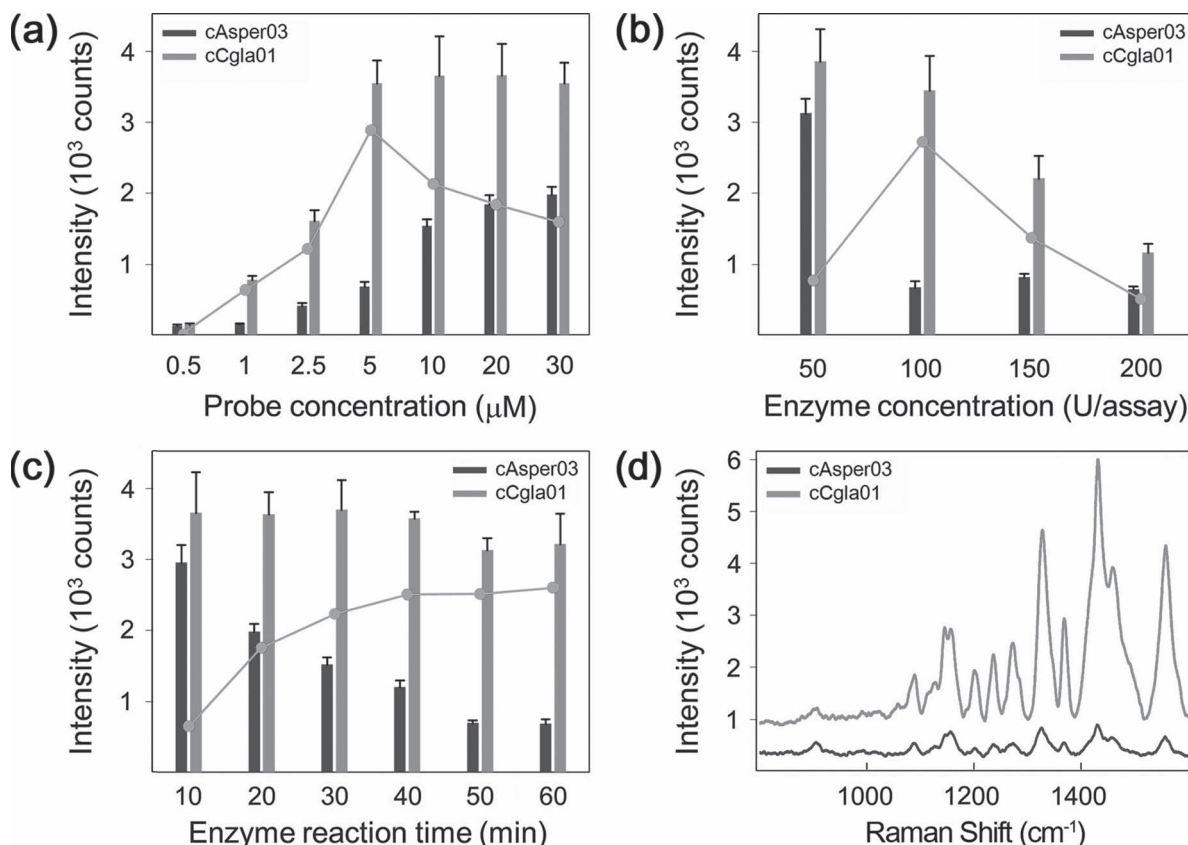 (a)
cAsper03
cCgla01
4
3
2
1
Intensity (10³ counts)
0.5 1 2.5 5 10 20 30
Probe concentration (μM)
(b)
cAsper03
cCgla01
4
3
2
1
Intensity (10³ counts)
50 100 150 200
Enzyme concentration (U/assay)
(c)
cAsper03
cCgla01
4
3
2
1
Intensity (10³ counts)
10 20 30 40 50 60
Enzyme reaction time (min)
(d)
cAsper03
cCgla01
6
5
4
3
2
1
Intensity (10³ counts)
1000 1200 1400
Raman Shift (cm⁻¹)